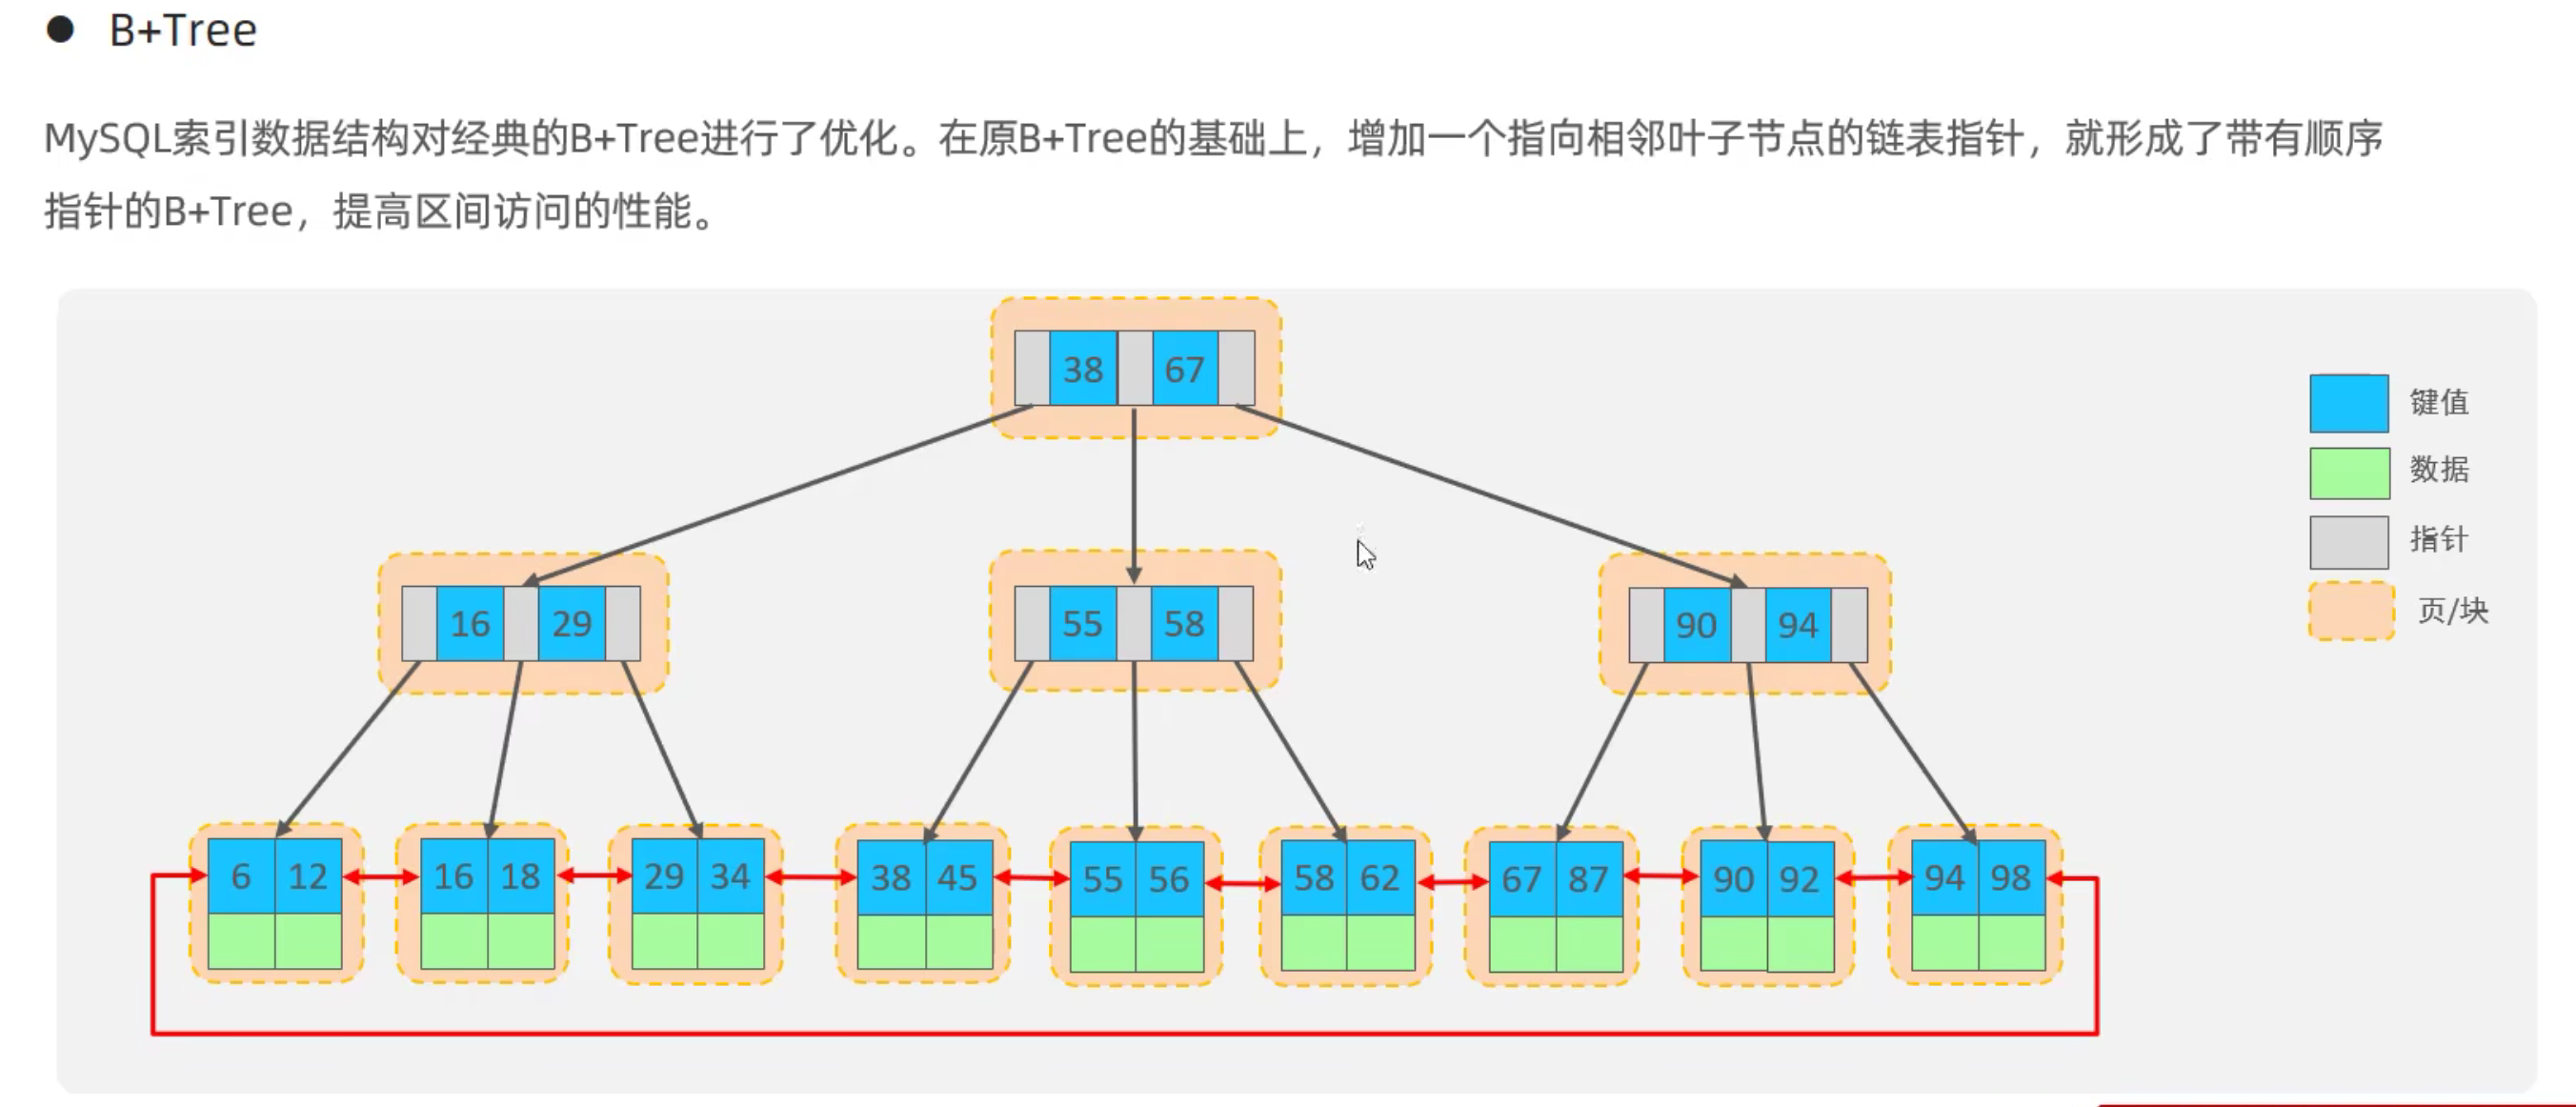 ● B+Tree
MySQL索引数据结构对经典的B+Tree进行了优化。在原B+Tree的基础上，增加一个指向相邻叶子节点的链表指针，就形成了带有顺序
指针的B+Tree，提高区间访问的性能。
38 67
键值
数据
指针
页/块
16 29 55 58 90 94
6 12 16 18 29 34 38 45 55 56 58 62 67 87 90 92 94 98